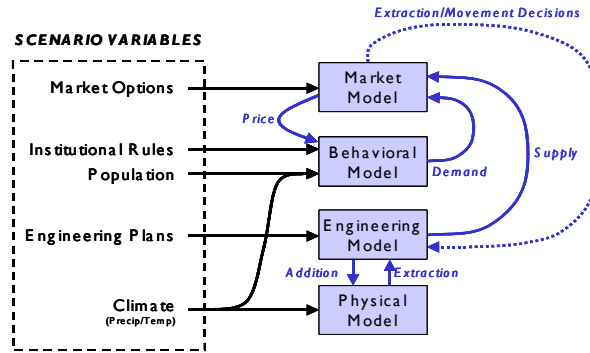 Extraction/Movement Decisions
SCENARIO VARIABLES
Market Options
Market
Model
Price
Institutional Rules
Population
Behavioral
Model
Demand
Supply
Engineering Plans
Engineering
Model
Addition
Extraction
Climate
(Precip/Temp)
Physical
Model